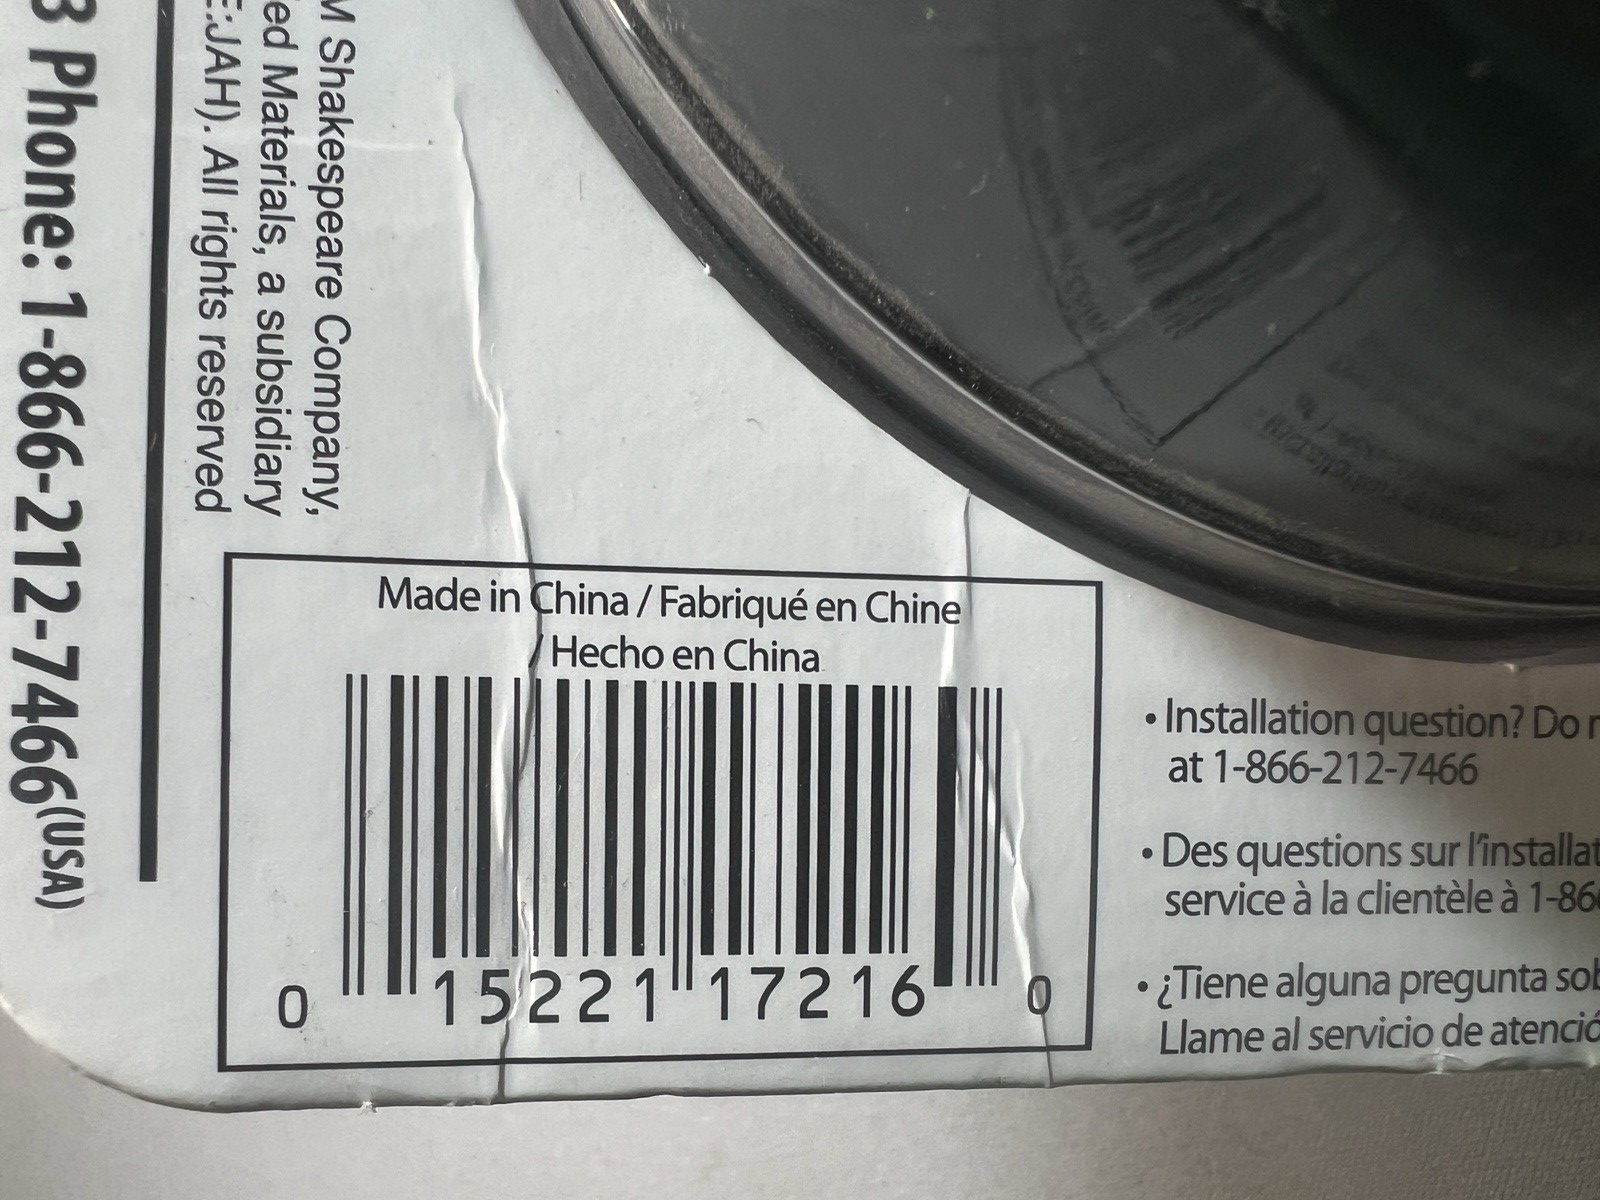 3 Phone: 1-866-212-7466(USA)
M Shakespeare Company,
ed Materials, a subsidiary
E:JAH). All rights reserved
Made in China / Fabriqué en Chine
/ Hecho en China
0 15221 17216 0
• Installation question? Do
at 1-866-212-7466
• Des questions sur l'installat
service à la clientèle à 1-86
• ¿Tiene alguna pregunta sob
Llame al servicio de atenció